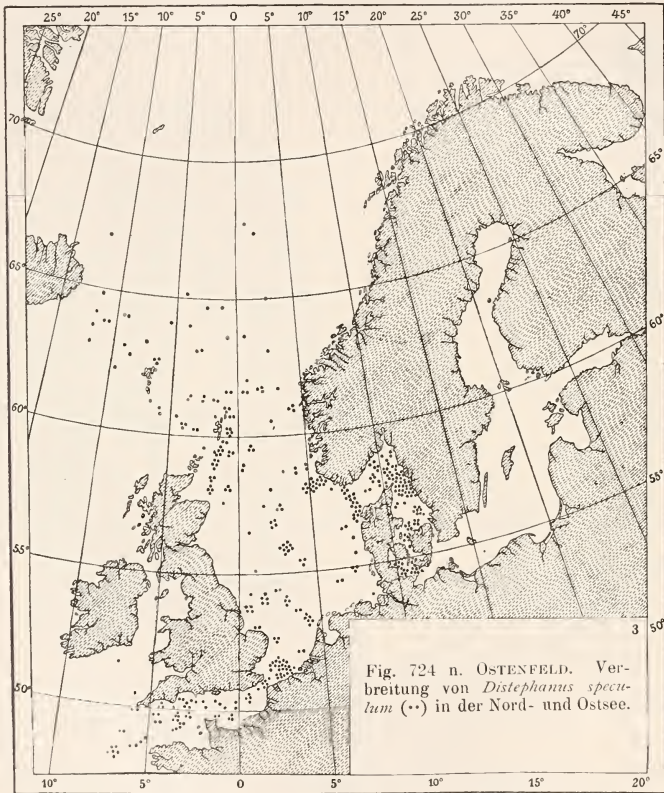 25° 20° 15° 10° 5° 0 5° 10° 15° 20° 25° 30° 35° 40° 45°
70°
70°
65°
65°
60°
60°
55°
55°
50°
3
50°
Fig. 724 n. OSTENFELD. Ver-
breitung von Distephanus specu-
lum (••) in der Nord- und Ostsee.
10° 5° 0 5° 10° 15° 20°